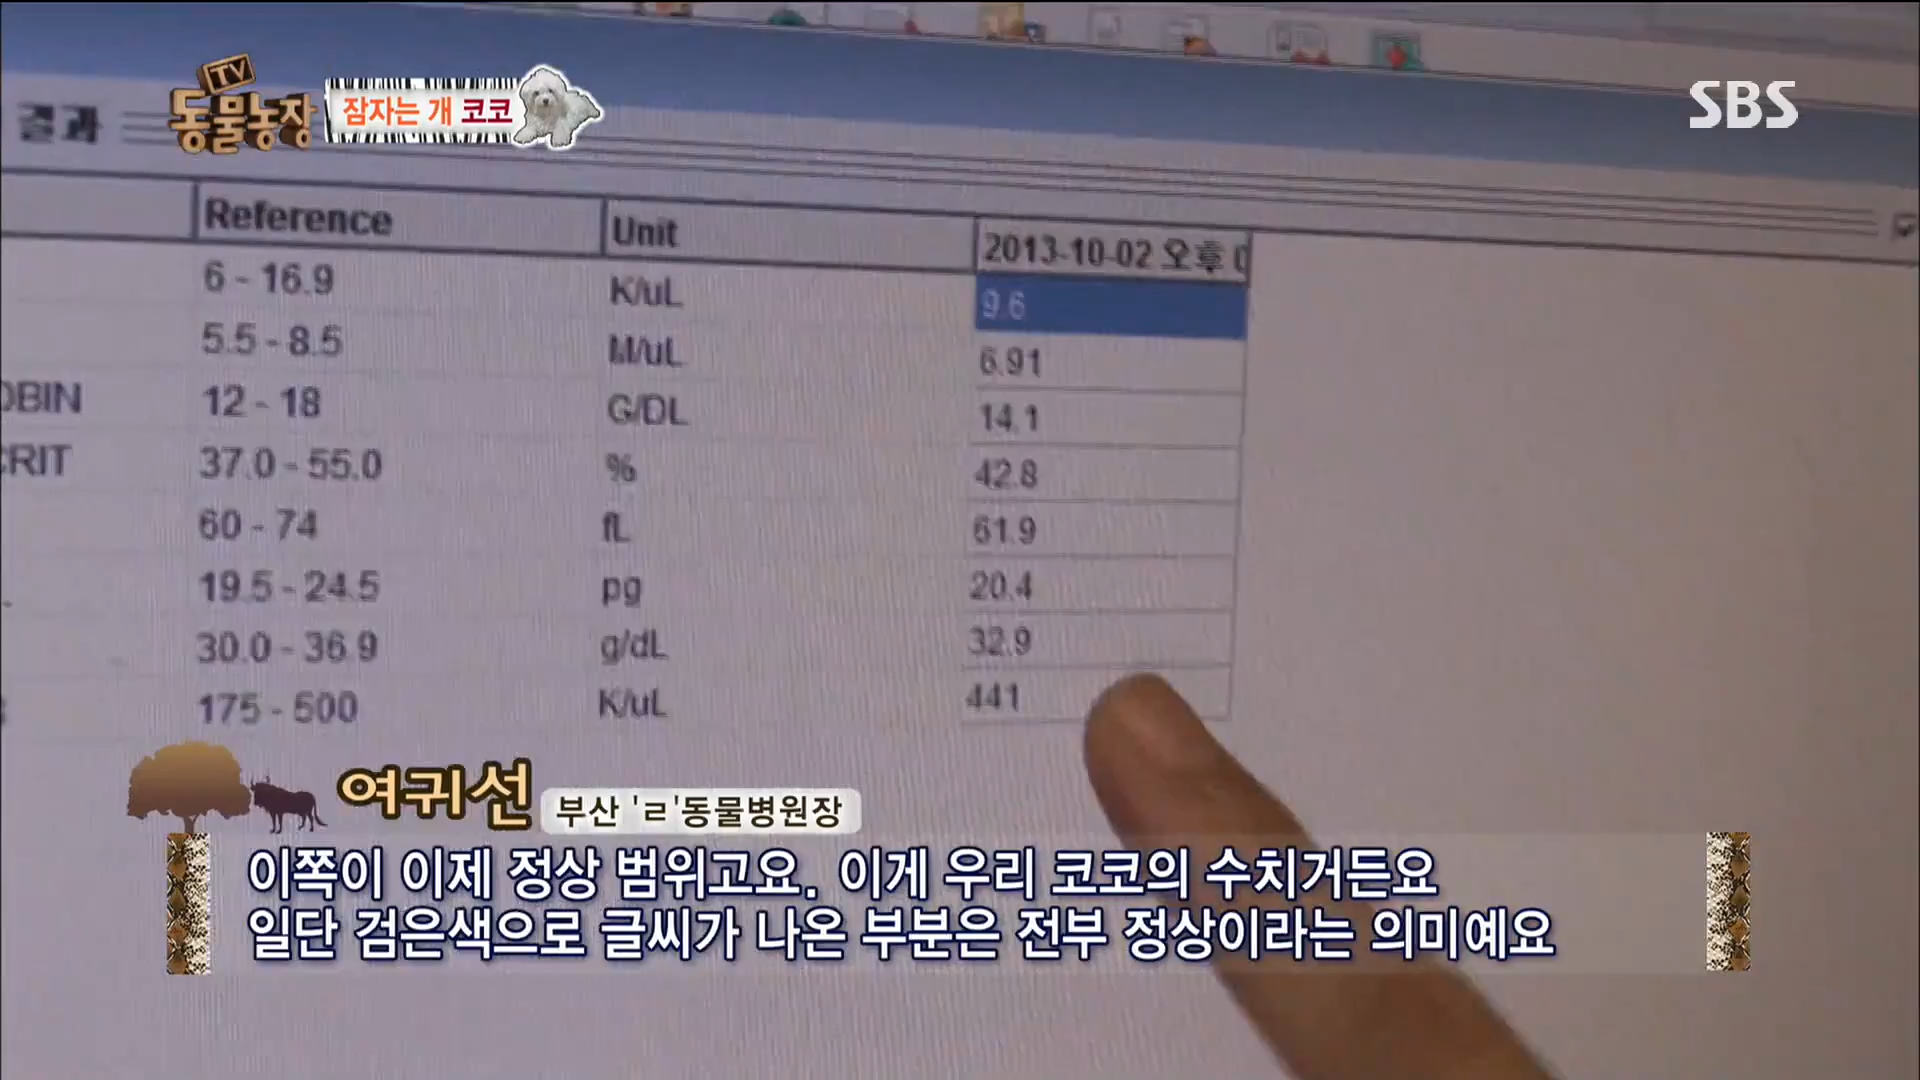 TV
동물농장
잠자는 개 코코
SBS
결과
Reference Unit 2013-10-02 오후
6 - 16.9 K/uL 9.6
5.5 - 8.5 M/uL 6.91
OBIN 12 - 18 G/DL 14.1
CRIT 37.0 - 55.0 % 42.8
60 - 74 fL 61.9
19.5 - 24.5 pg 20.4
30.0 - 36.9 g/dL 32.9
175 - 500 K/uL 441
여귀선 부산 'ㄹ'동물병원장
이쪽이 이제 정상 범위고요. 이게 우리 코코의 수치거든요
일단 검은색으로 글씨가 나온 부분은 전부 정상이라는 의미예요